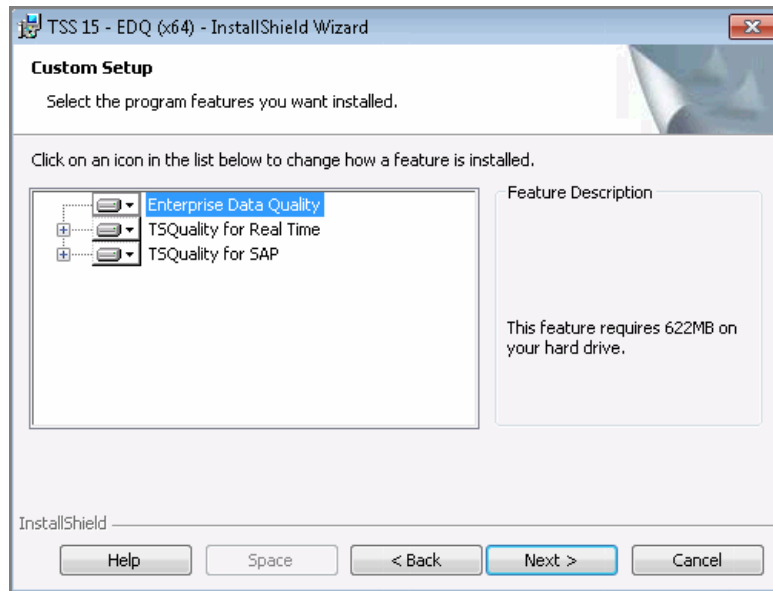 TSS 15 - EDQ (x64) - InstallShield Wizard
Custom Setup
Select the program features you want installed.
Click on an icon in the list below to change how a feature is installed.
Enterprise Data Quality
TSQuality for Real Time
TSQuality for SAP
Feature Description
This feature requires 622MB on
your hard drive.
InstallShield
Help
Space
< Back
Next >
Cancel